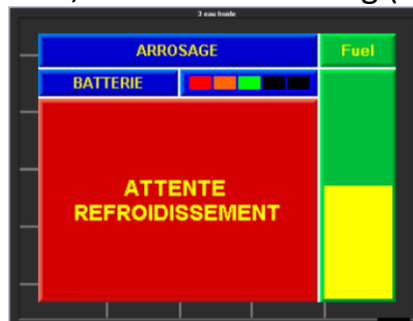 3 eau froide
ARROSAGE
Fuel
BATTERIE
ATTENTE
REFROIDISSEMENT